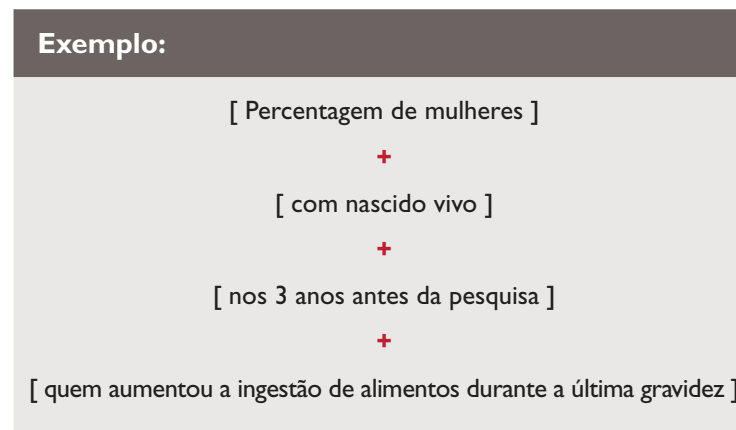 Exemplo:
[ Percentagem de mulheres ]
+
[ com nascido vivo ]
+
[ nos 3 anos antes da pesquisa ]
+
[ quem aumentou a ingestão de alimentos durante a última gravidez ]